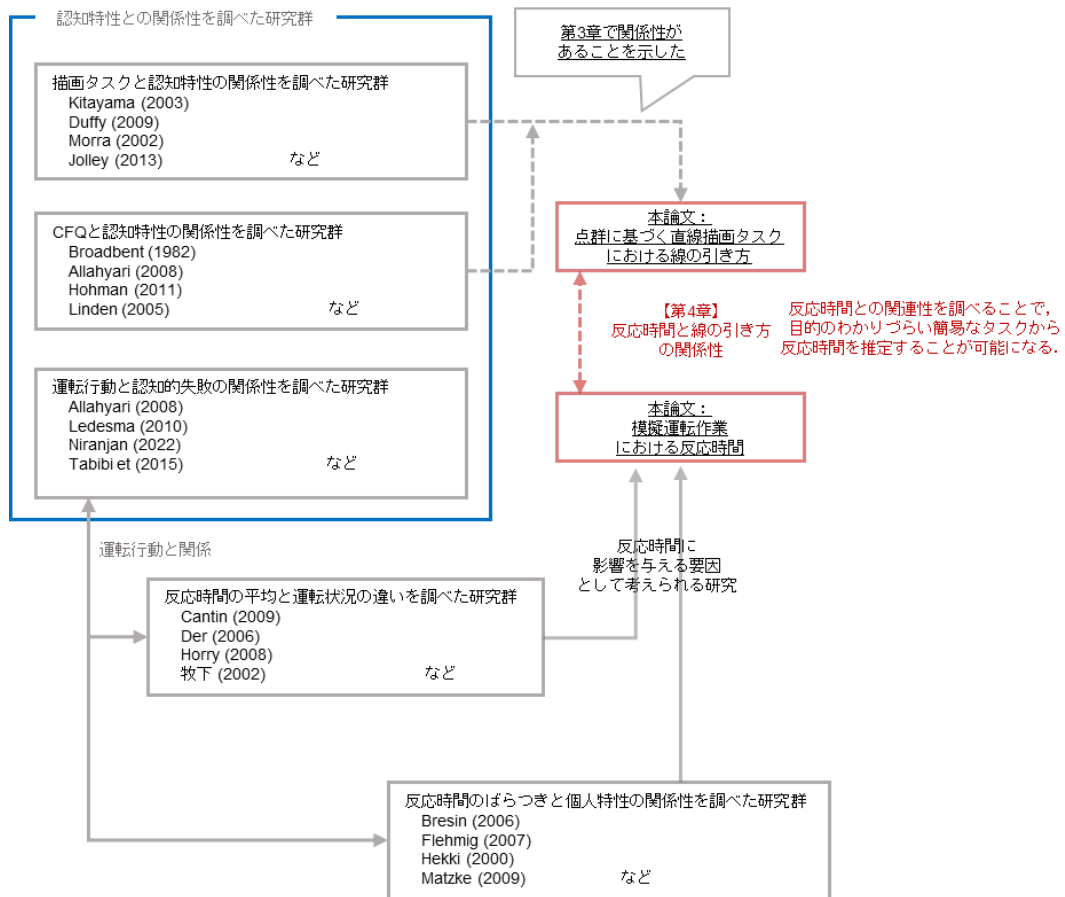 認知特性との関係性を調べた研究群
第3章で関係性が
あることを示した
描画タスクと認知特性の関係性を調べた研究群
Kitayama (2003)
Duffy (2009)
Morra (2002)
Jolley (2013) など
CFQと認知特性の関係性を調べた研究群
Broadbent (1982)
Allahyari (2008)
Hohman (2011)
Linden (2005) など
本論文：
点群に基づく直線描画タスク
における線の引き方
【第4章】
反応時間と線の引き方
の関係性
反応時間との関連性を調べることで,
目的のわかりづらい簡易なタスクから
反応時間を推定することが可能になる.
運転行動と認知的失敗の関係性を調べた研究群
Allahyari (2008)
Ledesma (2010)
Niranjan (2022)
Tabibi et (2015) など
本論文：
模擬運転作業
における反応時間
運転行動と関係
反応時間に
影響を与える要因
として考えられる研究
反応時間の平均と運転状況の違いを調べた研究群
Cantin (2009)
Der (2006)
Horry (2008)
牧下 (2002) など
反応時間のばらつきと個人特性の関係性を調べた研究群
Bresin (2006)
Flehmig (2007)
Hekki (2000)
Matzke (2009) など